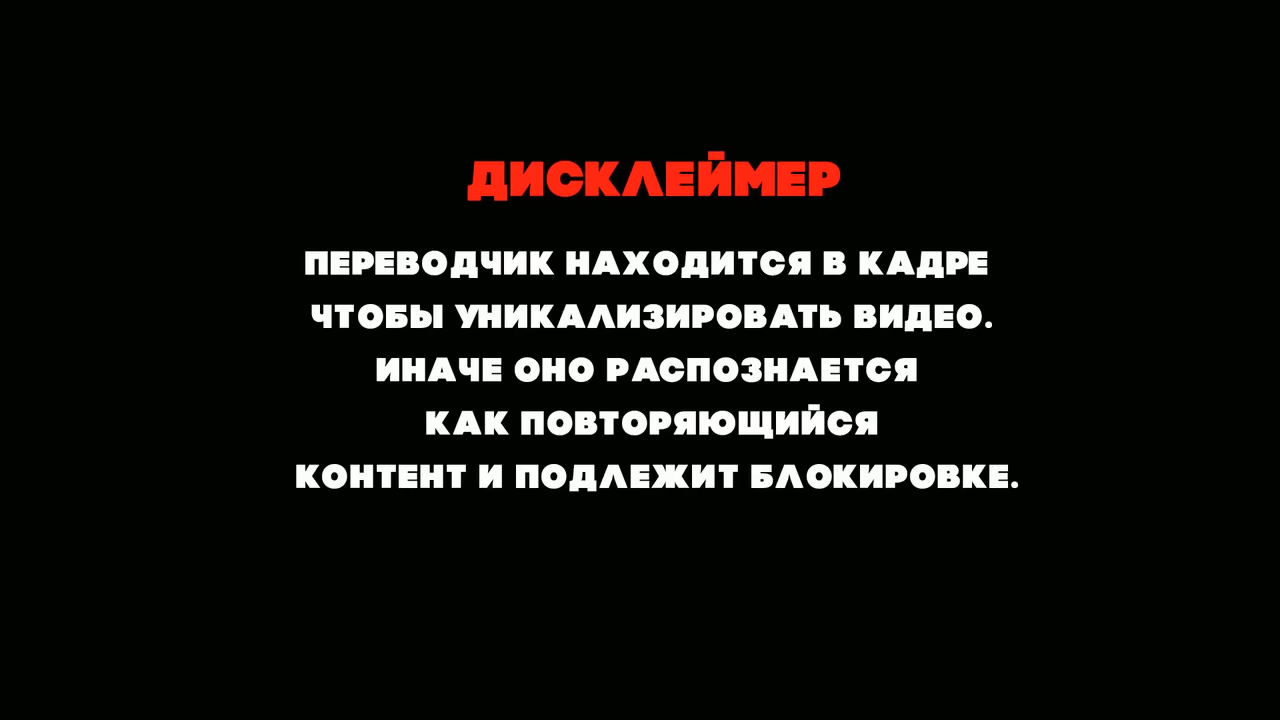 ДИСКЛЕЙМЕР
ПЕРЕВОДЧИК НАХОДИТСЯ В КАДРЕ
ЧТОБЫ УНИКАЛИЗИРОВАТЬ ВИДЕО.
ИНАЧЕ ОНО РАСПОЗНАЕТСЯ
КАК ПОВТОРЯЮЩИЙСЯ
КОНТЕНТ И ПОДЛЕЖИТ БЛОКИРОВКЕ.